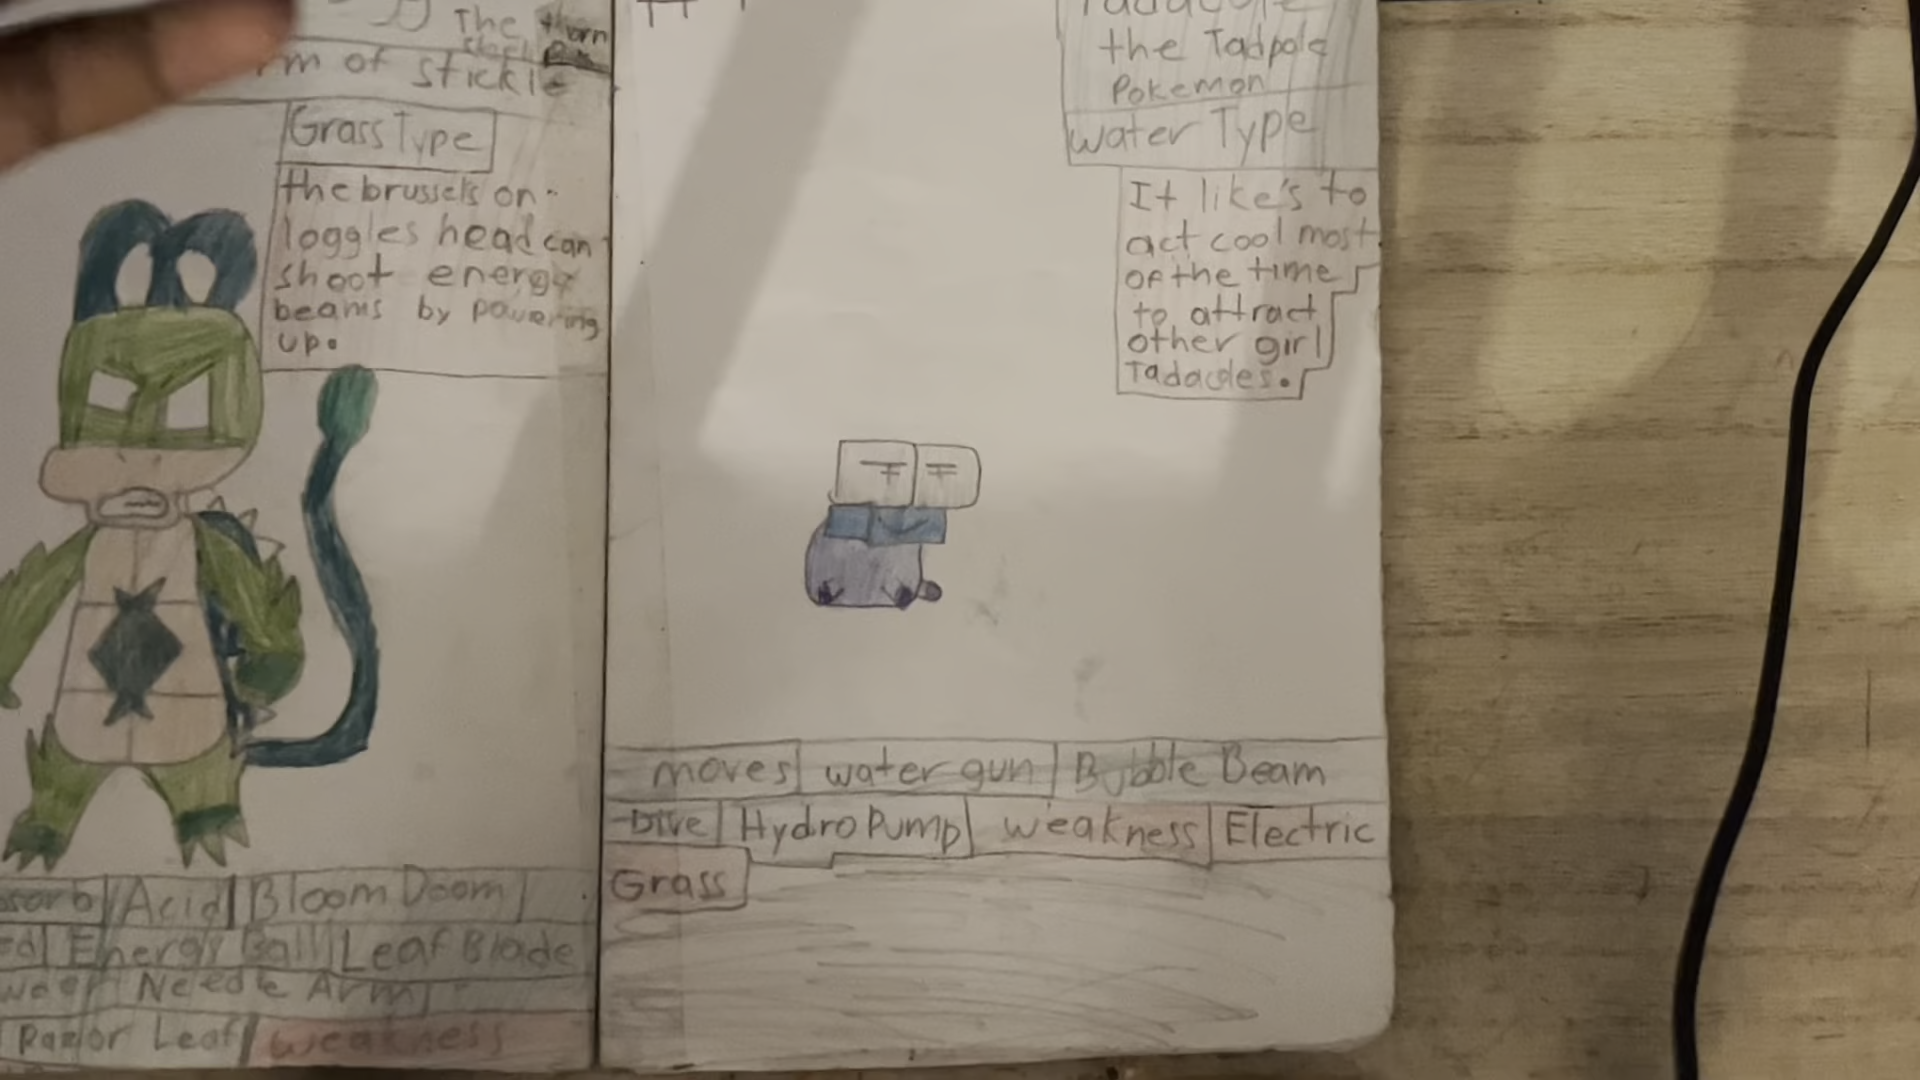 The thorn
m of stickle
Grass Type
the brussels on
loggles head can
shoot energy
beams by powering
up.
Acid Bloom Doom
Energy Ball Leaf Blade
Needle Arm
Razor Leaf weakness
the Tadpole
Pokemon
water Type
It like's to
act cool most
of the time
to attract
other girl
Tadacoles.
moves water gun Bubble Beam
Dive Hydro Pump weakness Electric
Grass